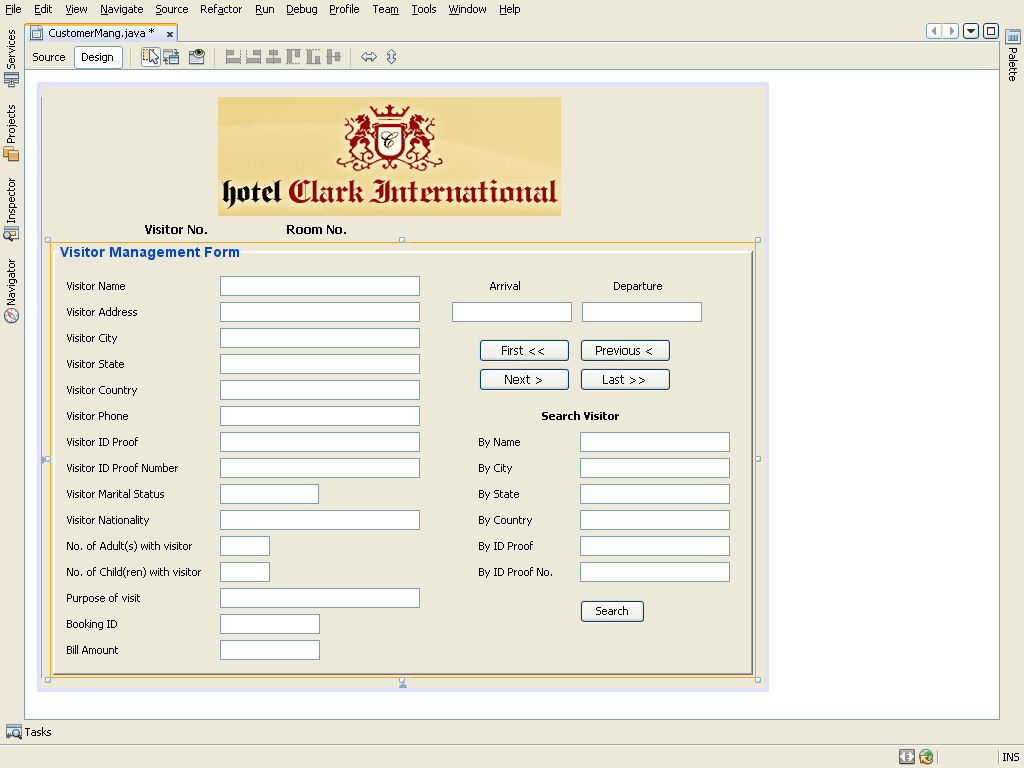 File Edit View Navigate Source Refactor Run Debug Profile Team Tools Window Help
CustomerMang.java * x
Source Design
Services
Projects
Inspector
Navigator
Palette
C
hotel Clark International
Visitor No. Room No.
Visitor Management Form
Visitor Name Arrival Departure
Visitor Address
Visitor City
First << Previous <
Visitor State
Next > Last >>
Visitor Country
Visitor Phone Search Visitor
Visitor ID Proof By Name
Visitor ID Proof Number By City
Visitor Marital Status By State
Visitor Nationality By Country
No. of Adult(s) with visitor By ID Proof
No. of Child(ren) with visitor By ID Proof No.
Purpose of visit
Search
Booking ID
Bill Amount
Tasks
INS